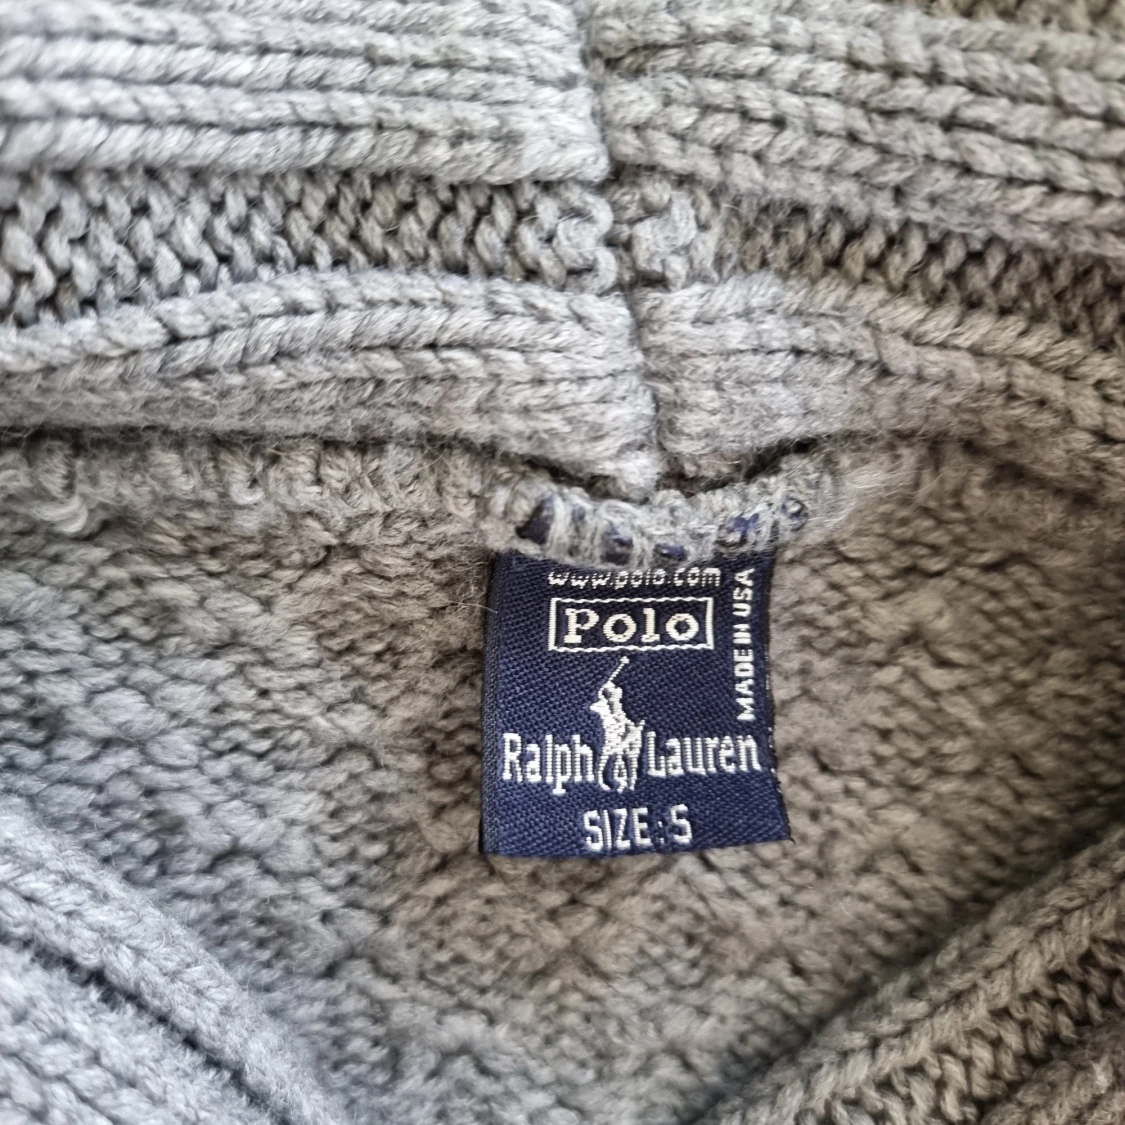 www.polo.com
Polo
Ralph Lauren
SIZE:S
MADE IN USA